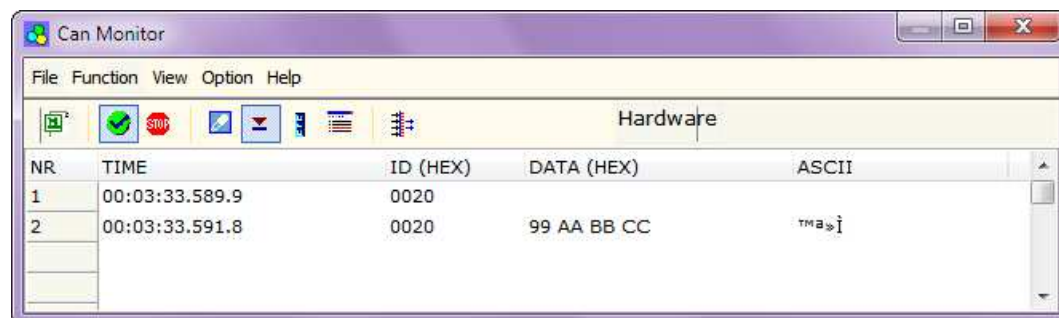 Can Monitor
File Function View Option Help
STOP Hardware
NR TIME ID (HEX) DATA (HEX) ASCII
1 00:03:33.589.9 0020
2 00:03:33.591.8 0020 99 AA BB CC ™ª»Ì